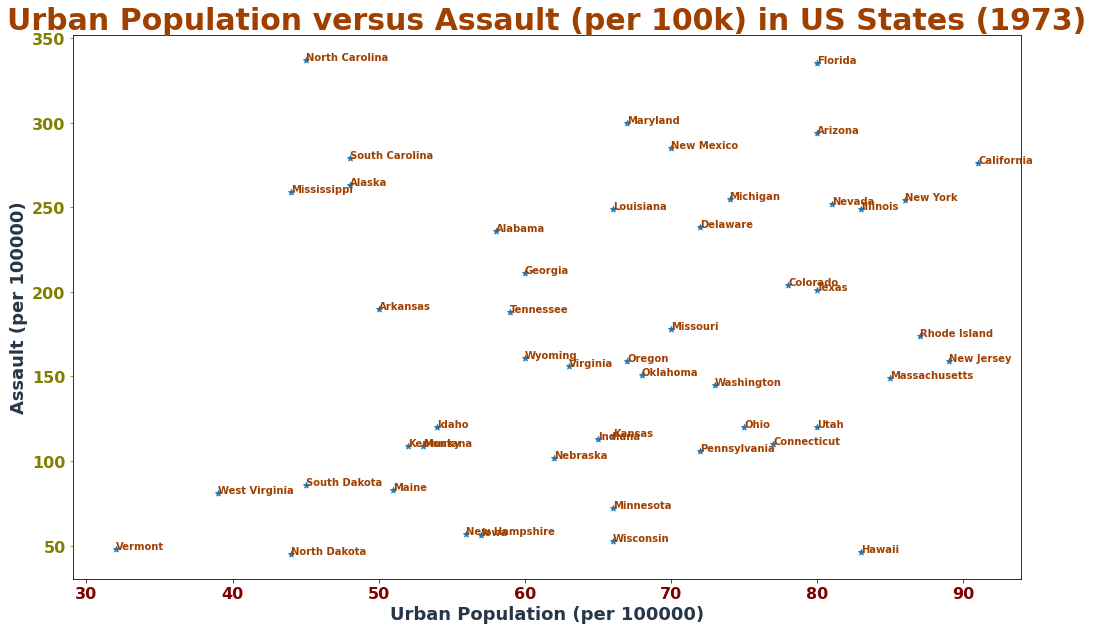 Urban Population versus Assault (per 100k) in US States (1973)
350
North Carolina
Florida
300
Maryland
Arizona
New Mexico
South Carolina
California
Alaska
Mississippi
250
Michigan
New York
Nevada
Illinois
Louisiana
Delaware
Alabama
Georgia
Colorado
Texas
200
Arkansas
Tennessee
Missouri
Rhode Island
Wyoming
Virginia
Oregon
New Jersey
150
Oklahoma
Massachusetts
Washington
Idaho
Ohio
Utah
Kentucky
Montana
Kansas
Indiana
Connecticut
Pennsylvania
Nebraska
100
South Dakota
Maine
West Virginia
Minnesota
New Hampshire
Iowa
Wisconsin
50
Vermont
North Dakota
Hawaii
30 40 50 60 70 80 90
Urban Population (per 100000)
Assault (per 1000000)